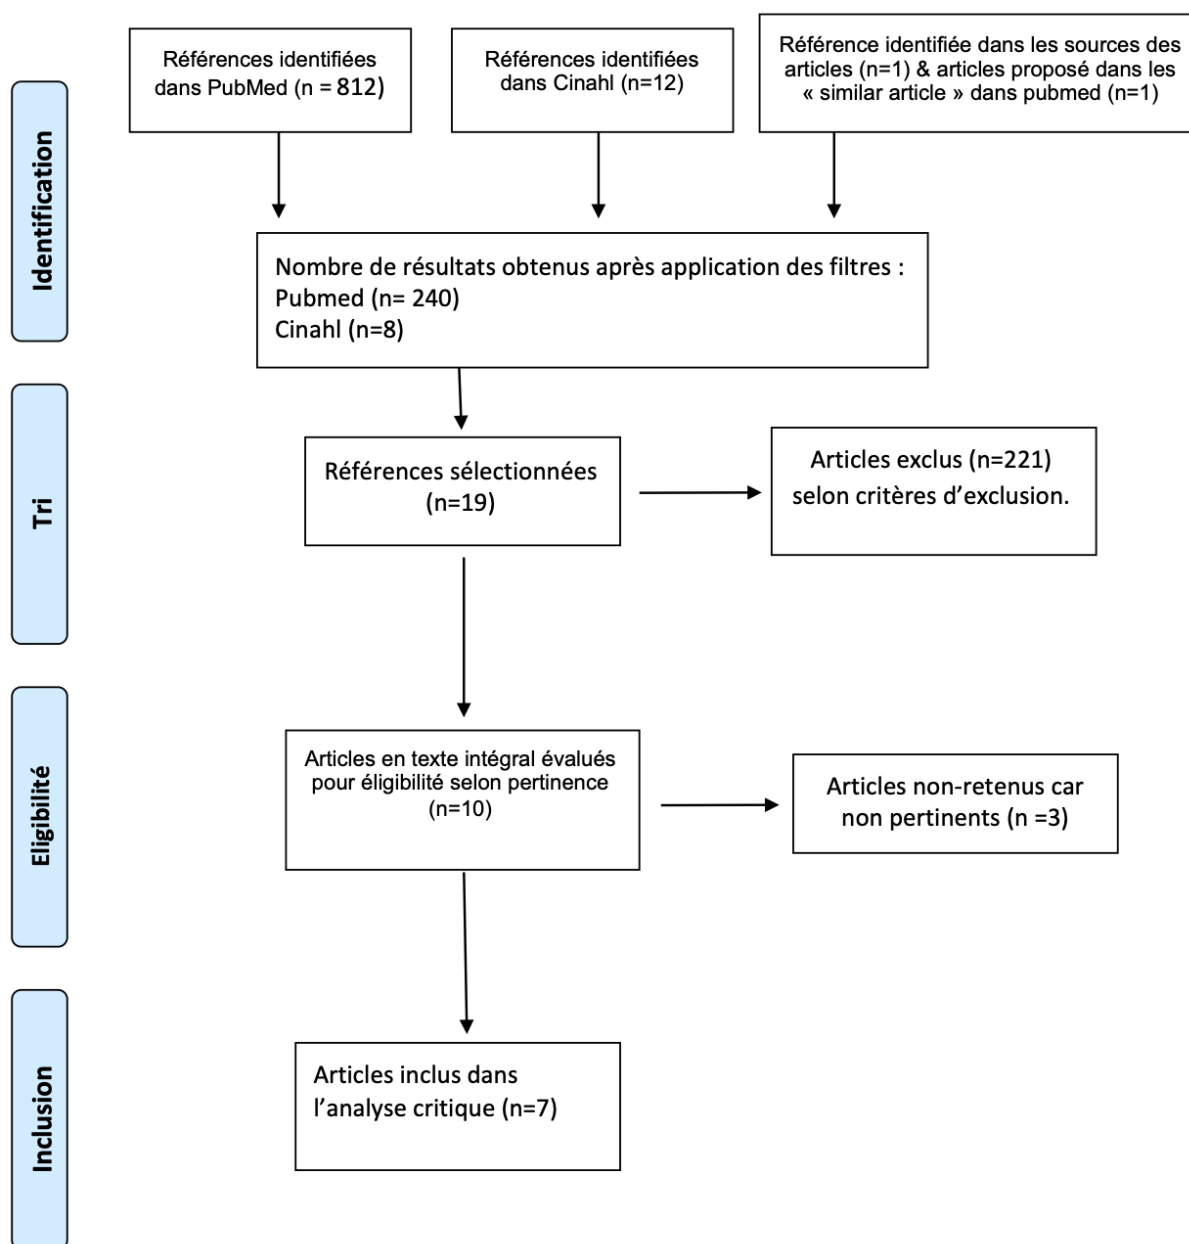 Références identifiées
dans PubMed (n = 812)
Références identifiées
dans Cinahl (n=12)
Référence identifiée dans les sources des
articles (n=1) & articles proposé dans les
« similar article » dans pubmed (n=1)
Identification
Nombre de résultats obtenus après application des filtres :
Pubmed (n= 240)
Cinahl (n=8)
Tri
Références sélectionnées
(n=19)
Articles exclus (n=221)
selon critères d’exclusion.
Eligibilité
Articles en texte intégral évalués
pour éligibilité selon pertinence
(n=10)
Articles non-retenus car
non pertinents (n =3)
Inclusion
Articles inclus dans
l’analyse critique (n=7)